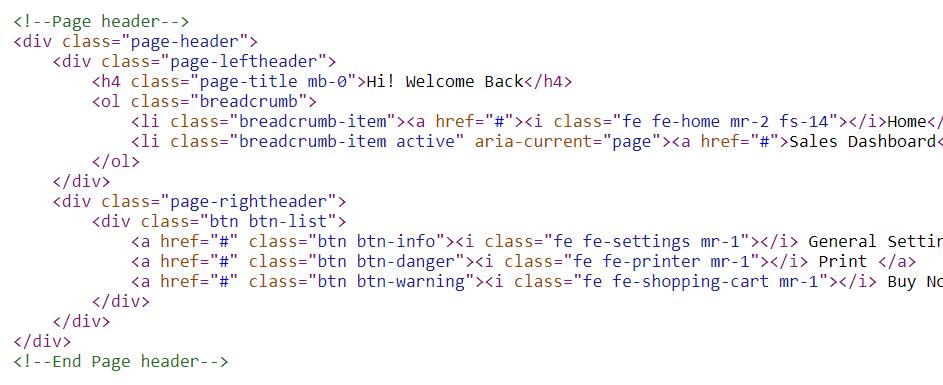 <!--Page header-->
<div class="page-header">
<div class="page-leftheader">
<h4 class="page-title mb-0">Hi! Welcome Back</h4>
<ol class="breadcrumb">
<li class="breadcrumb-item"><a href="#"><i class="fe fe-home mr-2 fs-14"></i>Home</
<li class="breadcrumb-item active" aria-current="page"><a href="#">Sales Dashboard<
</ol>
</div>
<div class="page-rightheader">
<div class="btn btn-list">
<a href="#" class="btn btn-info"><i class="fe fe-settings mr-1"></i> General Settin
<a href="#" class="btn btn-danger"><i class="fe fe-printer mr-1"></i> Print </a>
<a href="#" class="btn btn-warning"><i class="fe fe-shopping-cart mr-1"></i> Buy No
</div>
</div>
</div>
<!--End Page header-->